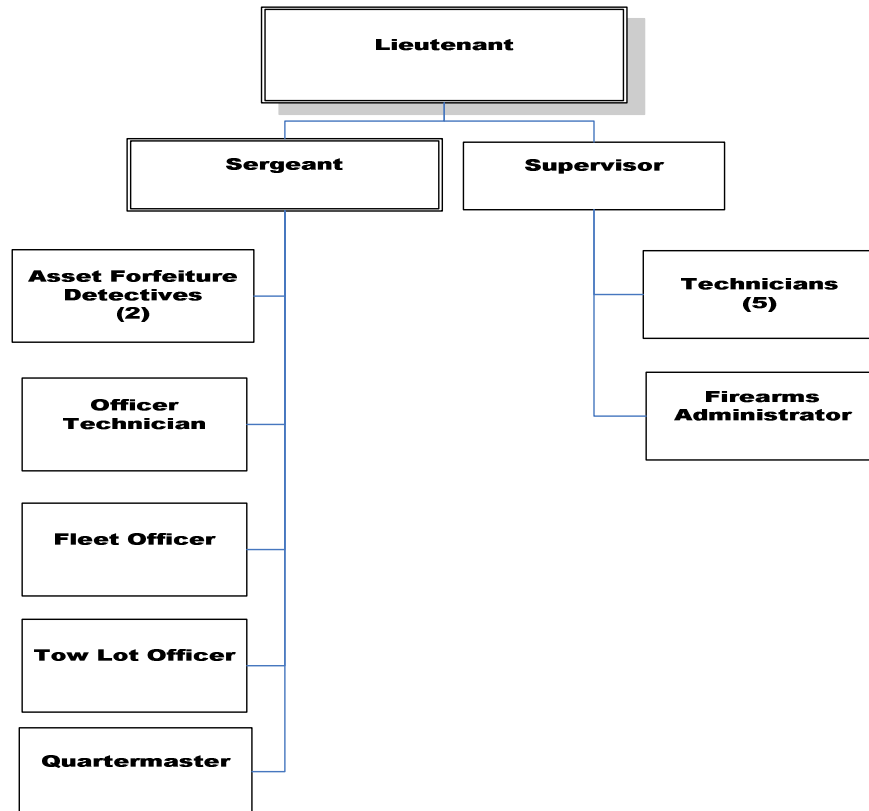 Lieutenant
Sergeant
Supervisor
Asset Forfeiture
Detectives
(2)
Technicians
(5)
Officer
Technician
Firearms
Administrator
Fleet Officer
Tow Lot Officer
Quartermaster